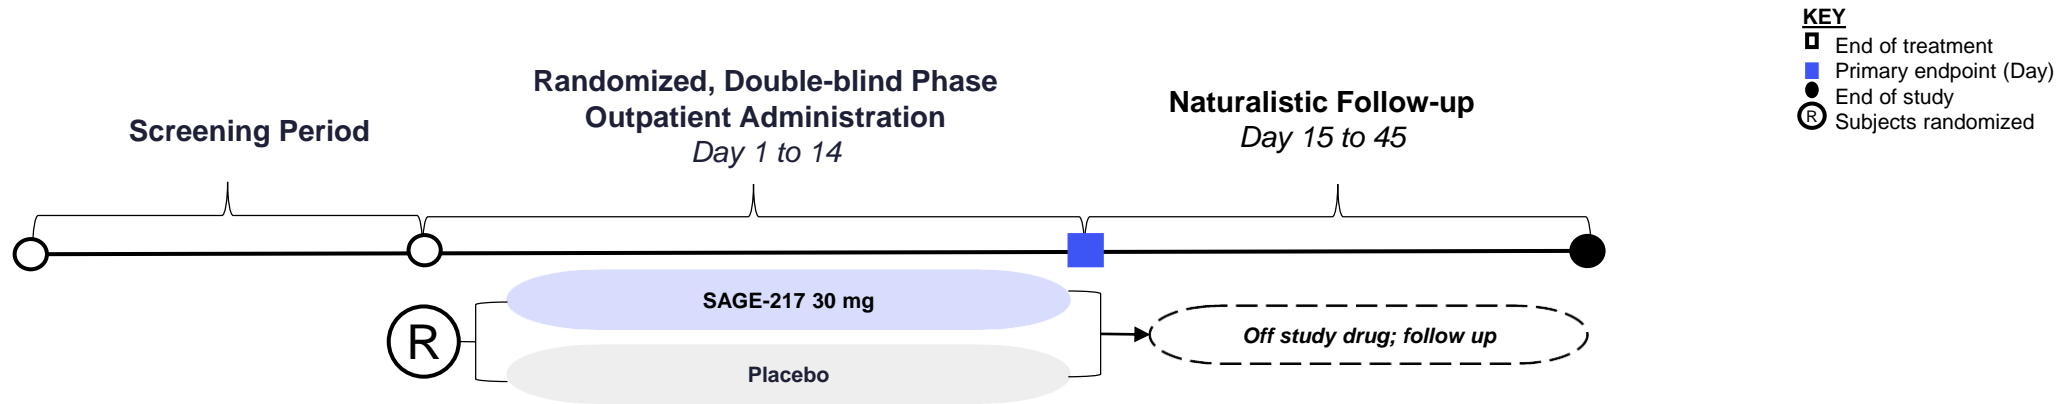 KEY
End of treatment
Primary endpoint (Day)
End of study
R Subjects randomized
Screening Period
Randomized, Double-blind Phase
Outpatient Administration
Day 1 to 14
Naturalistic Follow-up
Day 15 to 45
R
SAGE-217 30 mg
Placebo
Off study drug; follow up